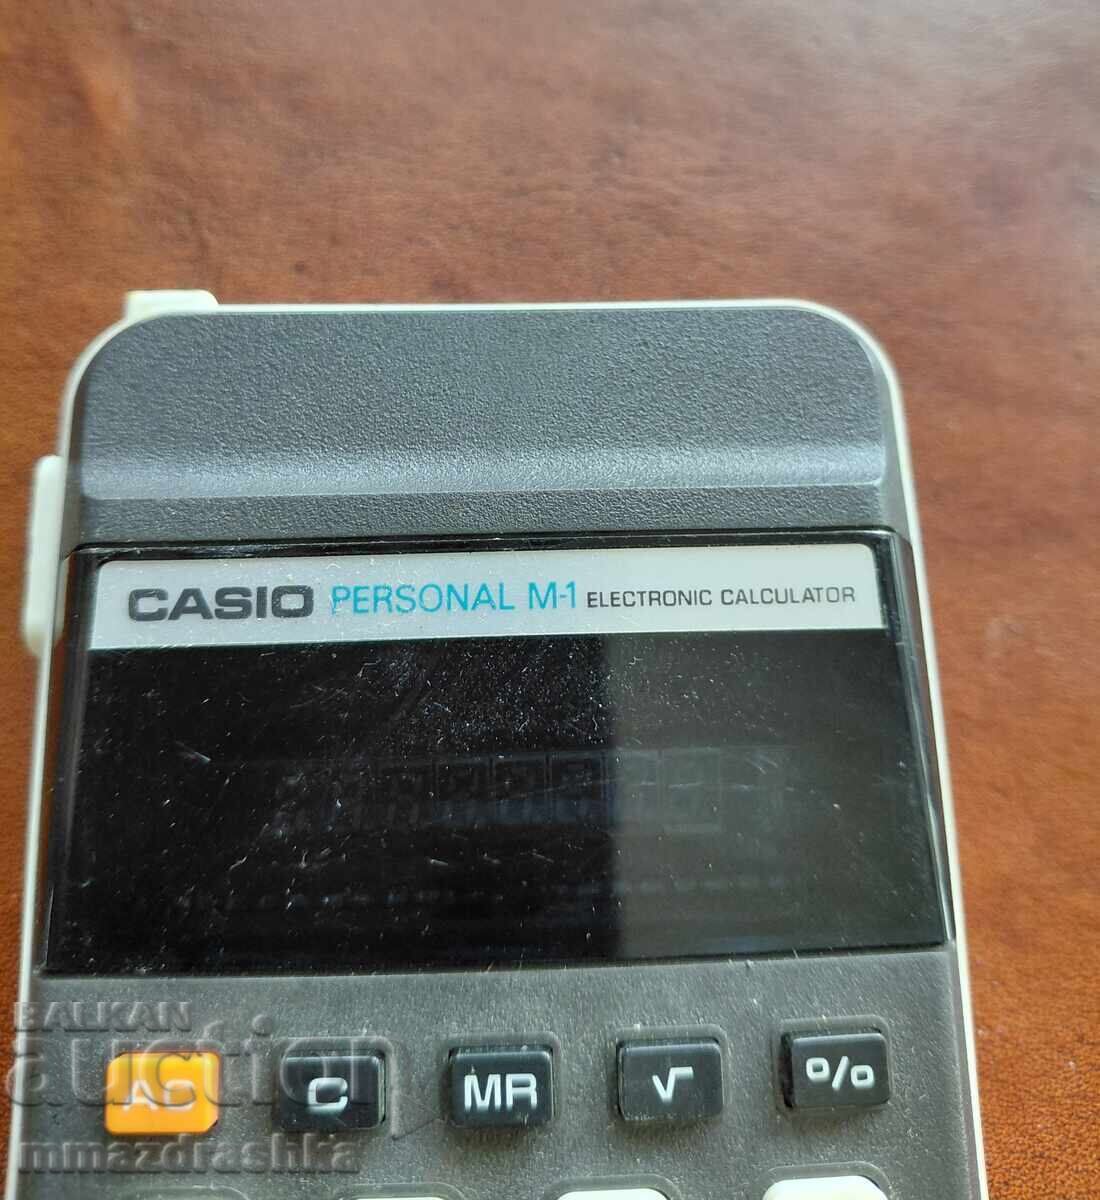 CASIO PERSONAL M-1 ELECTRONIC CALCULATOR
AC C MR √ %
BALKAN
auction
mmazdrashka